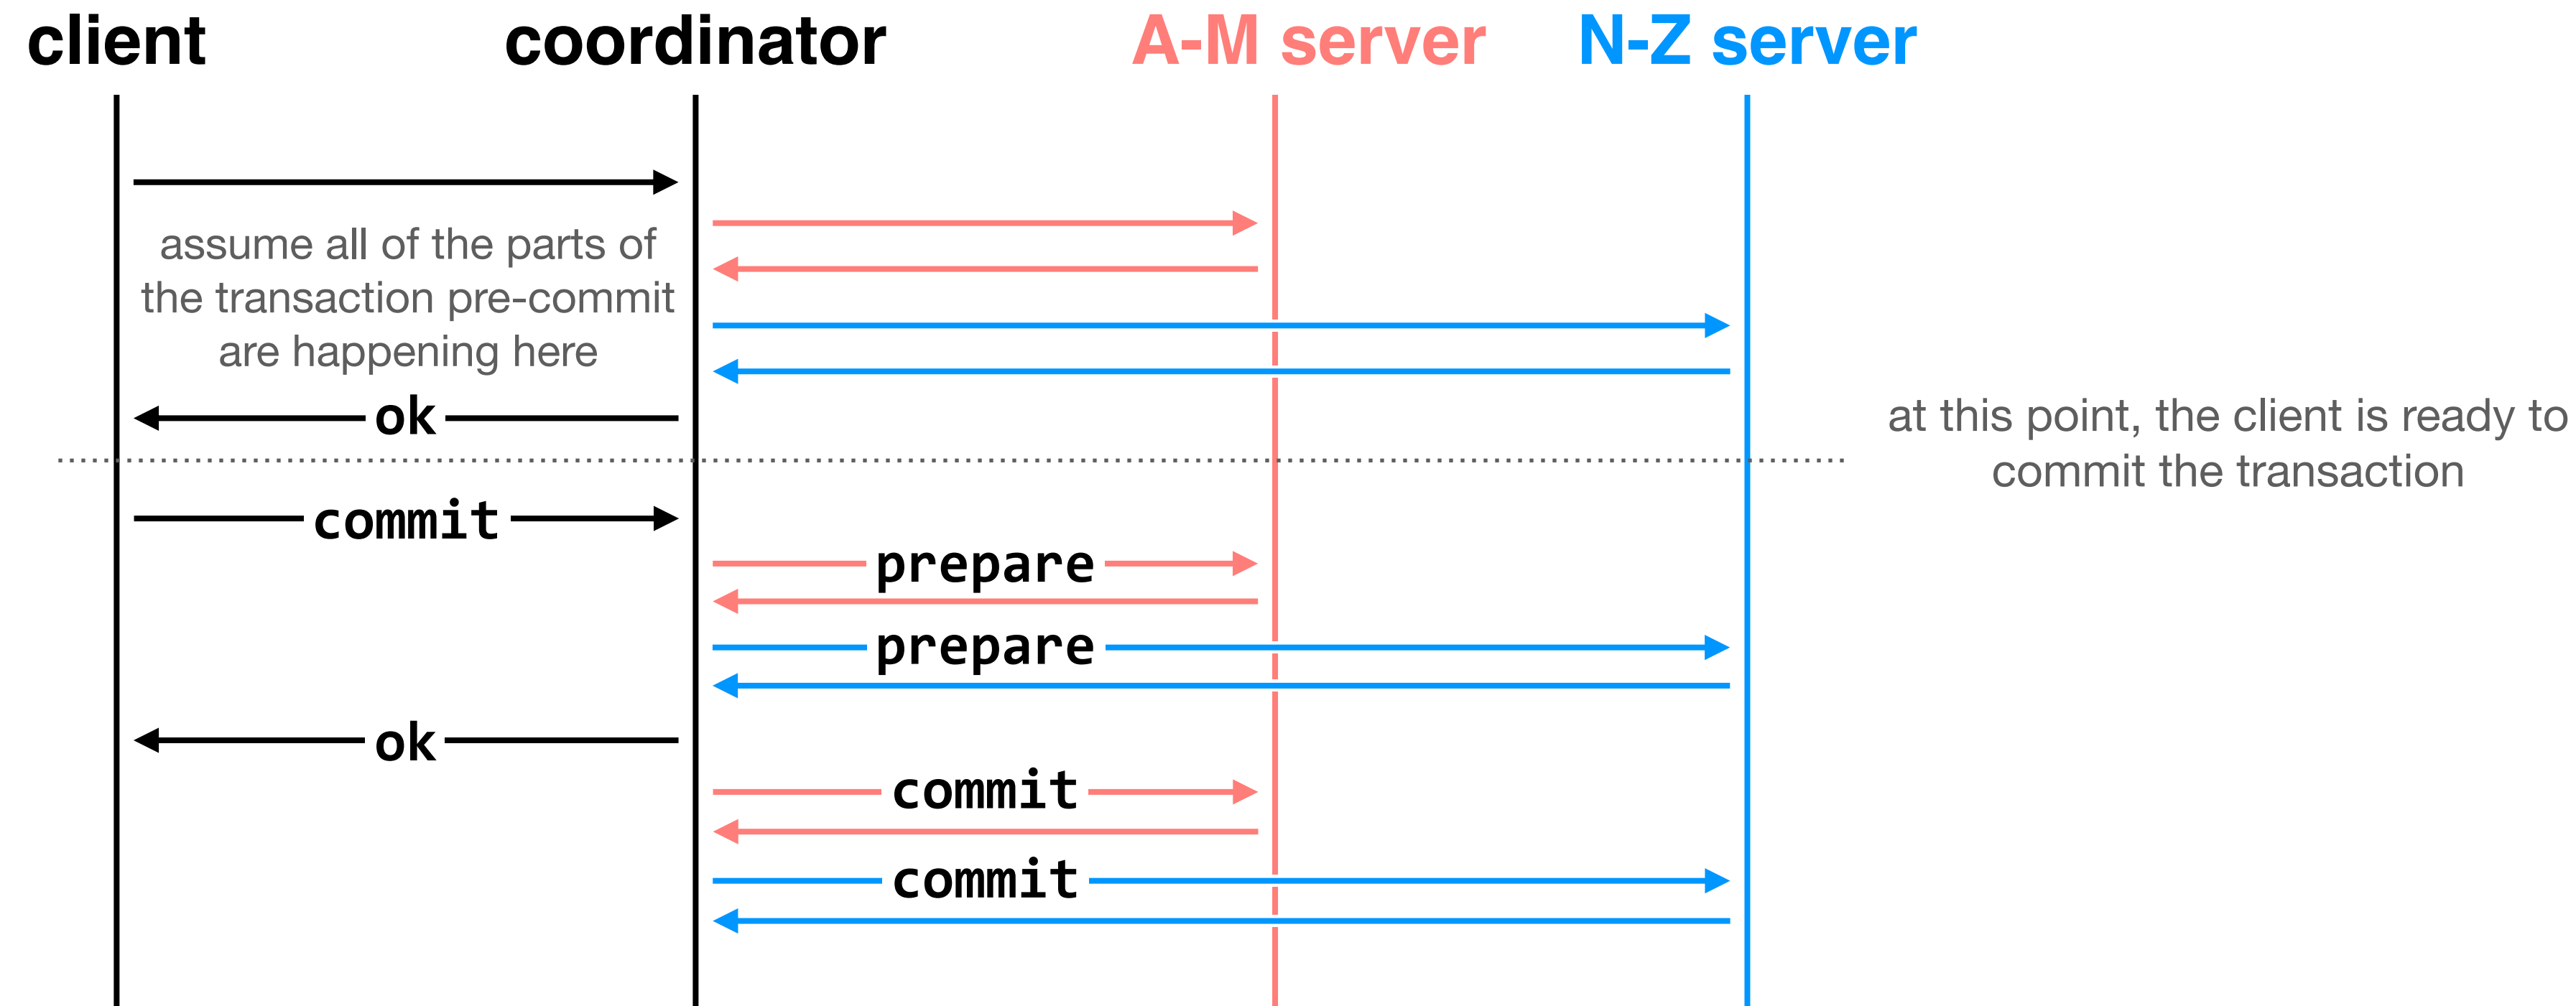 client
coordinator
A-M server
N-Z server
assume all of the parts of
the transaction pre-commit
are happening here
ok
at this point, the client is ready to
commit the transaction
commit
prepare
prepare
ok
commit
commit